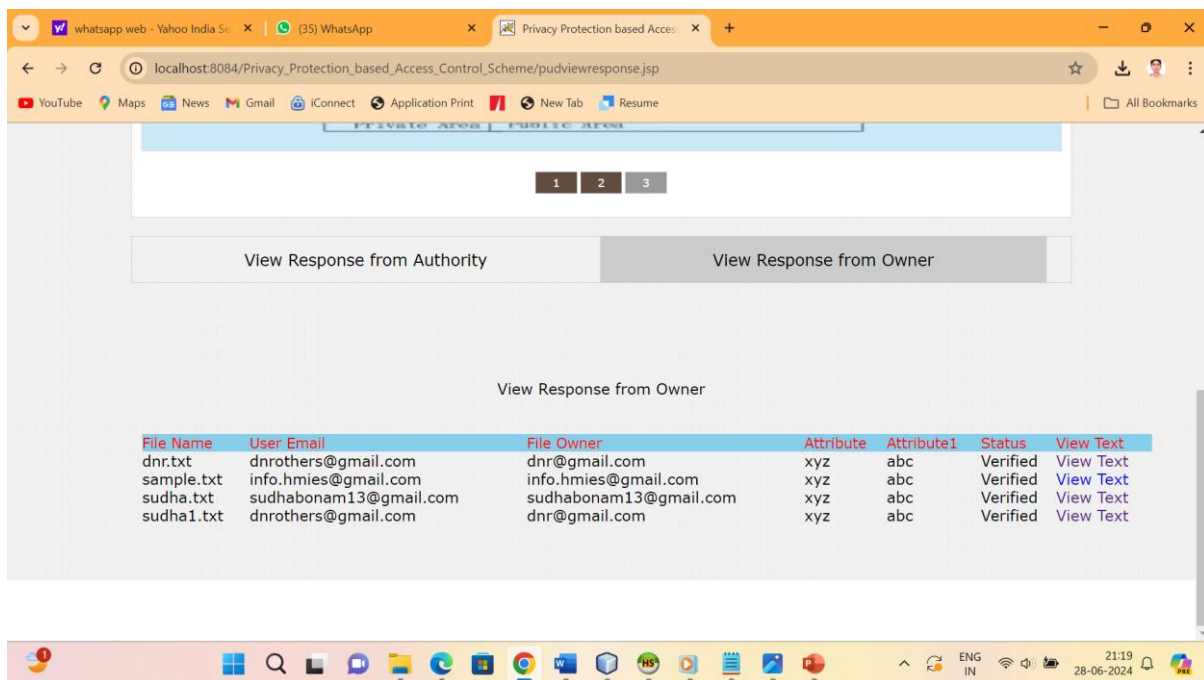 whatsapp web - Yahoo India Se
(35) WhatsApp
Privacy Protection based Access
localhost:8084/Privacy_Protection_based_Access_Control_Scheme/pudviewresponse.jsp
YouTube Maps News Gmail iConnect Application Print New Tab Resume All Bookmarks
Private Area Public Area
1 2 3
View Response from Authority View Response from Owner
View Response from Owner
File Name User Email File Owner Attribute Attribute1 Status View Text
dnr.txt dnrothers@gmail.com dnr@gmail.com xyz abc Verified View Text
sample.txt info.hmies@gmail.com info.hmies@gmail.com xyz abc Verified View Text
sudha.txt sudhabonam13@gmail.com sudhabonam13@gmail.com xyz abc Verified View Text
sudha1.txt dnrothers@gmail.com dnr@gmail.com xyz abc Verified View Text
1
ENG 21:19
IN 28-06-2024